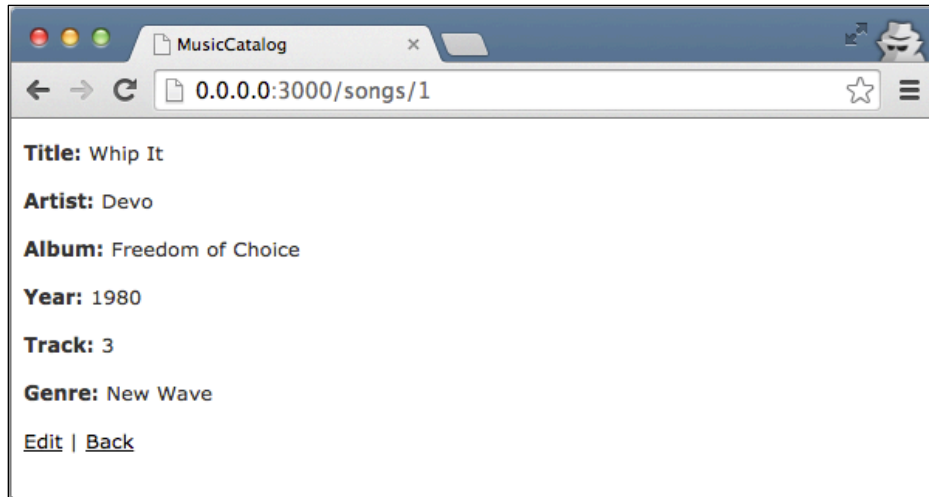 MusicCatalog
0.0.0.0:3000/songs/1
Title: Whip It
Artist: Devo
Album: Freedom of Choice
Year: 1980
Track: 3
Genre: New Wave
Edit | Back